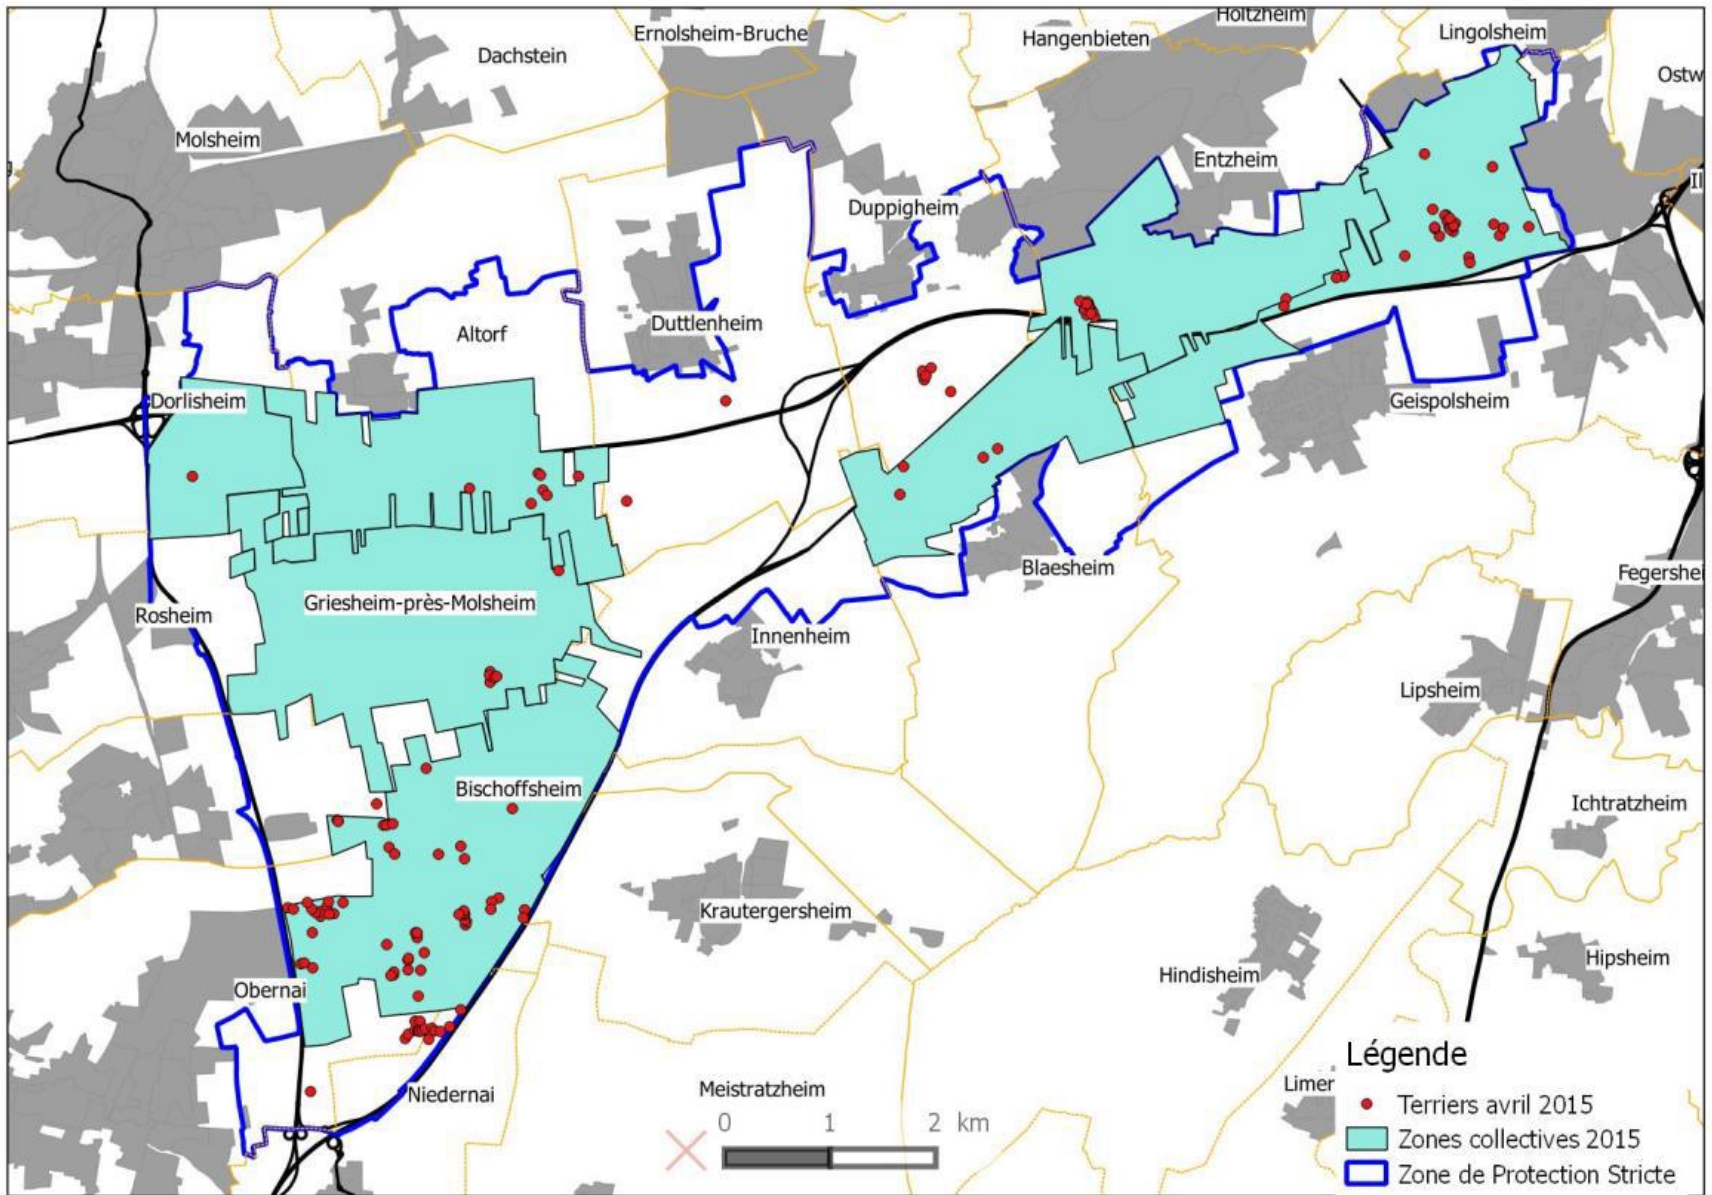 Holtzheim
Ernolsheim-Bruche
Hangenbieten
Lingolsheim
Dachstein
Ostw
Molsheim
Entzheim
Il
Duppigheim
Duttlenheim
Altorf
Dorlisheim
Geispolsheim
Blaesheim
Fegershei
Griesheim-près-Molsheim
Rosheim
Innenheim
Lipsheim
Bischoffsheim
Ichtratzheim
Krautergersheim
Hipsheim
Hindisheim
Obernai
Niedernai
Meistratzheim
Limer
0 1 2 km
Légende
Terriers avril 2015
Zones collectives 2015
Zone de Protection Stricte